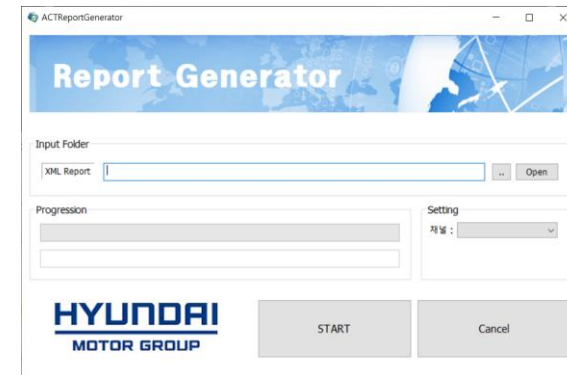 ACTReportGenerator
Report Generator
Input Folder
XML Report
.. Open
Progression
Setting
채널 :
HYUNDAI
MOTOR GROUP
START
Cancel